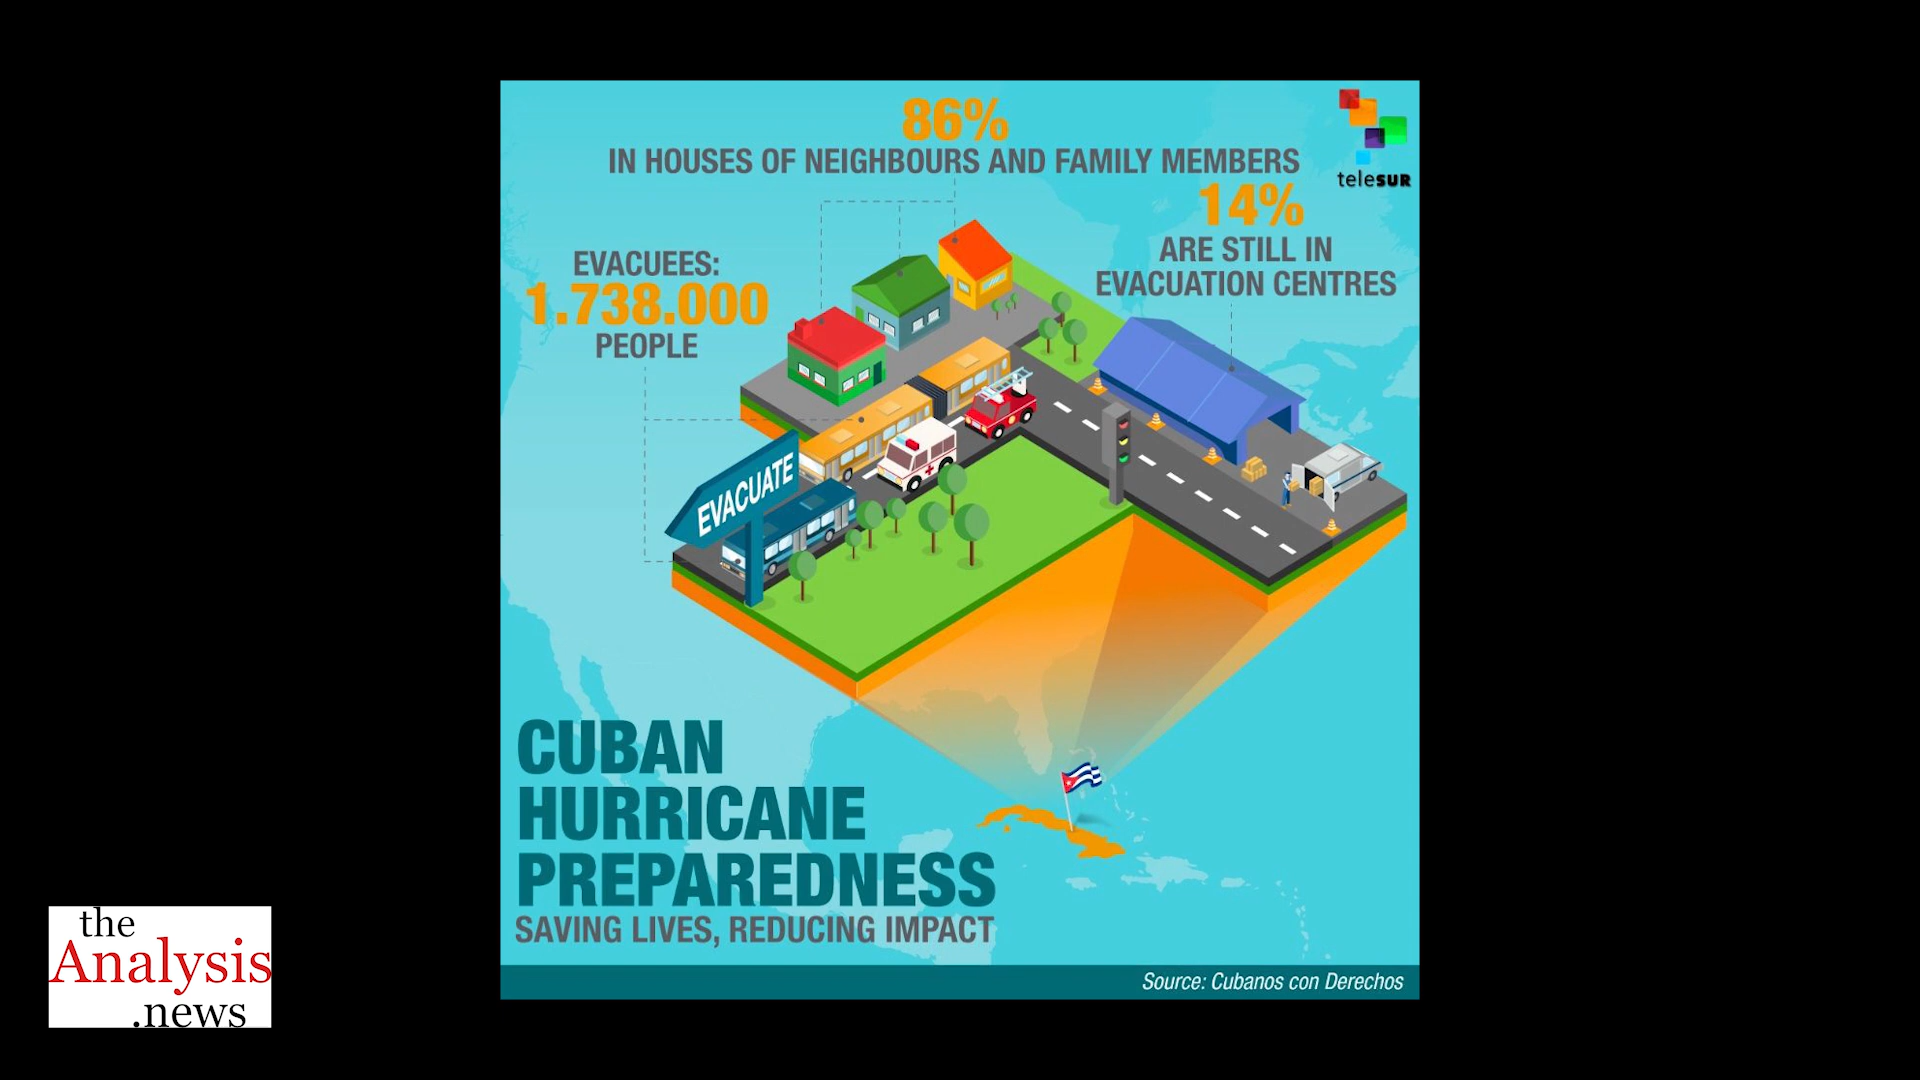 86%
IN HOUSES OF NEIGHBOURS AND FAMILY MEMBERS
teleSUR
14%
ARE STILL IN
EVACUATION CENTRES
EVACUEES:
1.738.000
PEOPLE
EVACUATE
CUBAN
HURRICANE
PREPAREDNESS
SAVING LIVES, REDUCING IMPACT
Source: Cubanos con Derechos
the
Analysis
.news